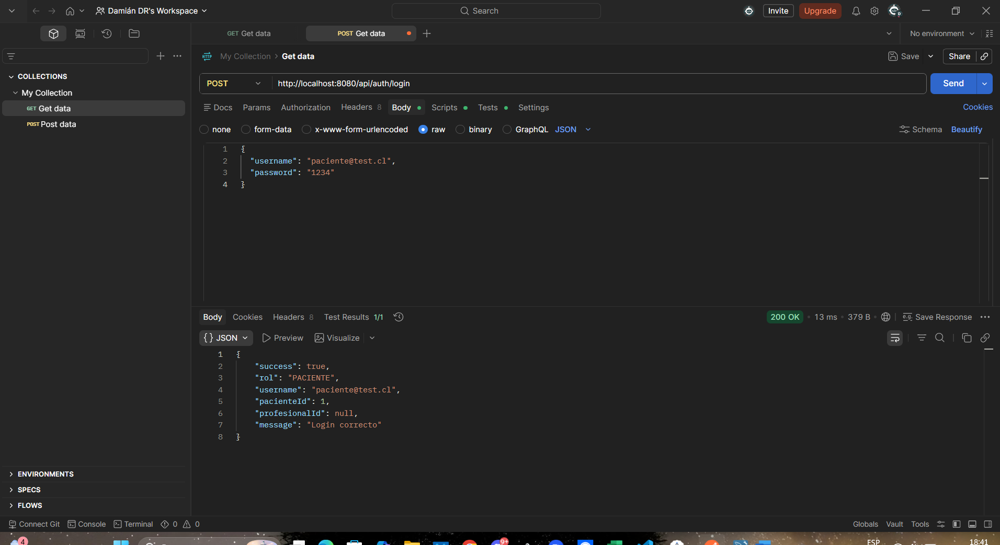 Damián DR's Workspace
Search
Invite
Upgrade
GET Get data
POST Get data
No environment
HTTP My Collection > Get data
Save
Share
COLLECTIONS
My Collection
GET Get data
POST Post data
POST
http://localhost:8080/api/auth/login
Send
Docs
Params
Authorization
Headers 8
Body
Scripts
Tests
Settings
Cookies
none
form-data
x-www-form-urlencoded
raw
binary
GraphQL
JSON
Schema
Beautify
1 {
2 "username": "paciente@test.cl",
3 "password": "1234"
4 }
Body
Cookies
Headers 8
Test Results 1/1
200 OK
13 ms
379 B
e.g. Save Response
{} JSON
Preview
Visualize
1 {
2 "success": true,
3 "rol": "PACIENTE",
4 "username": "paciente@test.cl",
5 "pacienteId": 1,
6 "profesionalId": null,
7 "message": "Login correcto"
8 }
ENVIRONMENTS
SPECS
FLOWS
Connect Git
Console
Terminal
0
0
Globals
Vault
Tools
4
9+
ESP
18:41